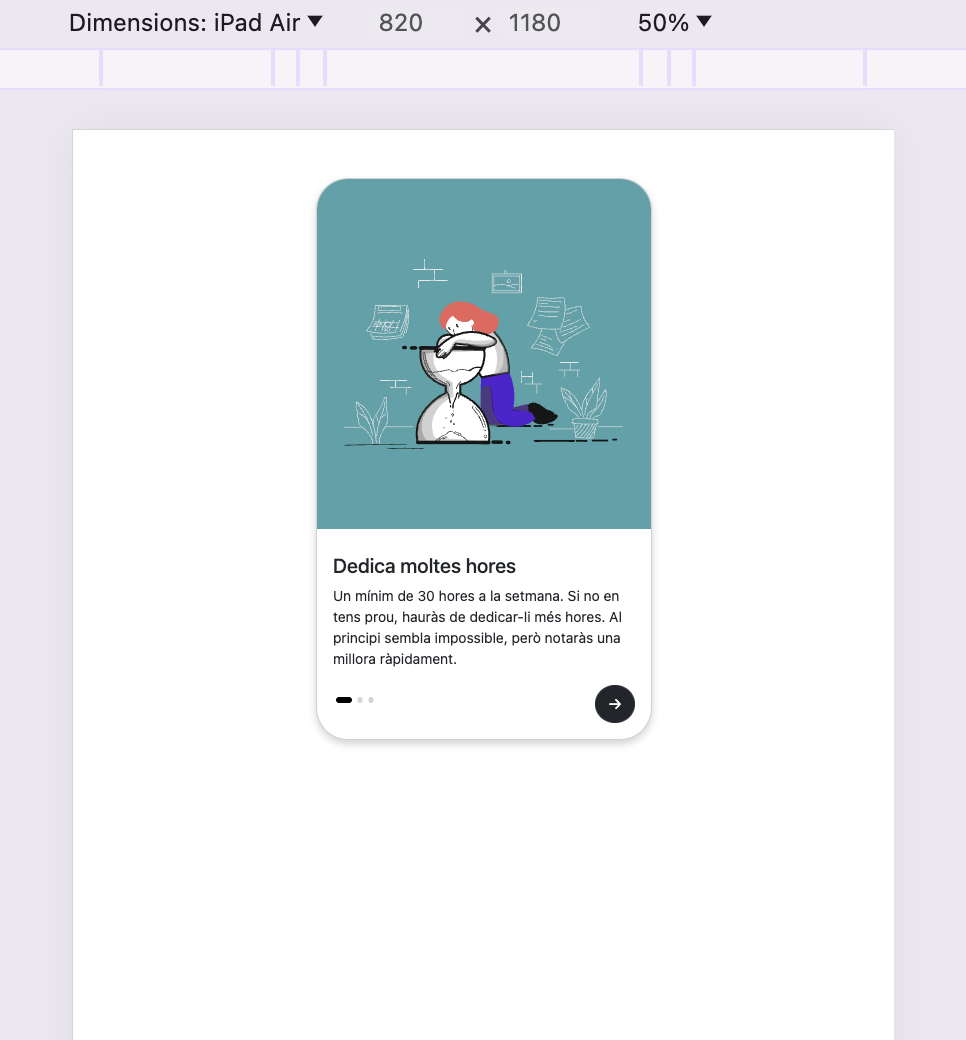 Dimensions: iPad Air ▼ 820 × 1180 50% ▼
Dedica moltes hores
Un mínim de 30 hores a la setmana. Si no en
tens prou, hauràs de dedicar-li més hores. Al
principi sembla impossible, però notaràs una
millora ràpidament.